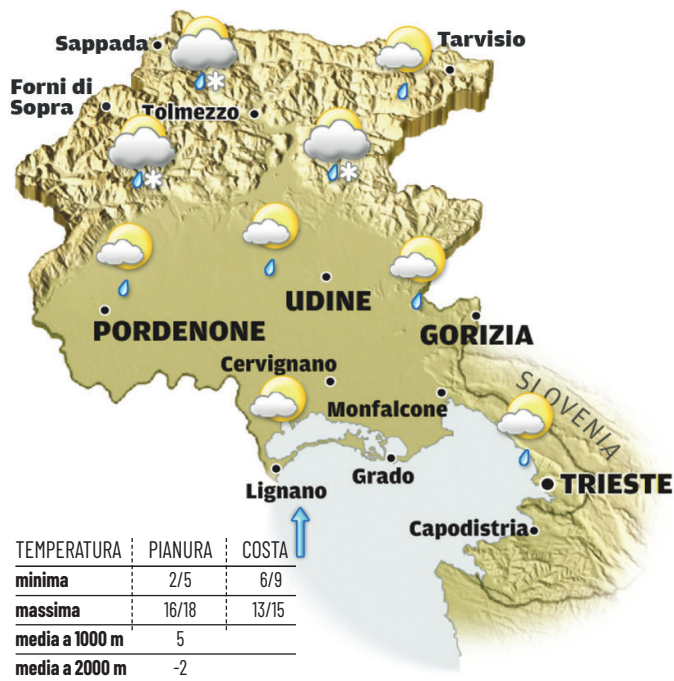 Sappada
Tarvisio
Forni di
Sopra
Tolmezzo
UDINE
PORDENONE
GORIZIA
Cervignano
SLOVENIA
Monfalcone
Grado
Lignano
TRIESTE
Capodistria
TEMPERATURA PIANURA COSTA
minima 2/5 6/9
massima 16/18 13/15
media a 1000 m 5
media a 2000 m -2